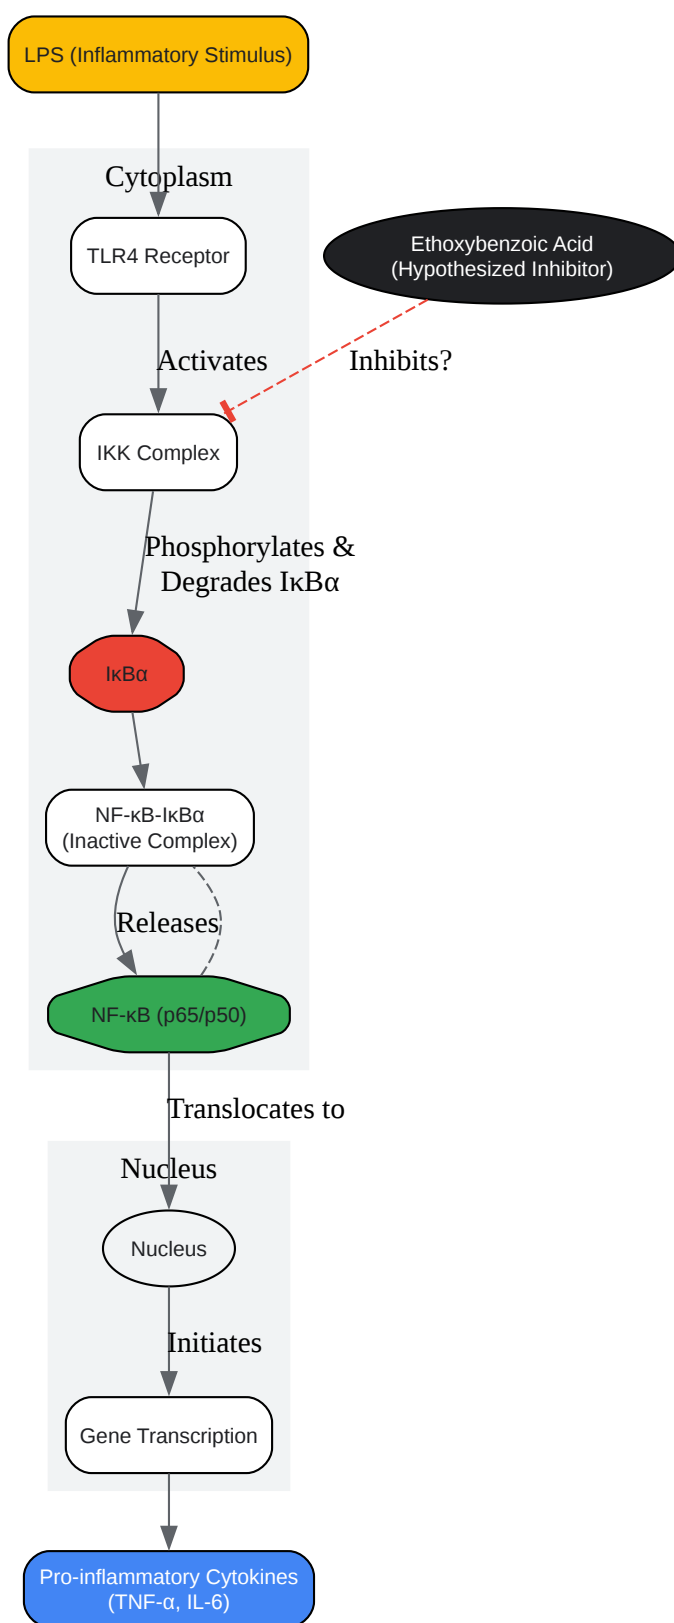 LPS (Inflammatory Stimulus)
Cytoplasm
TLR4 Receptor
Ethoxybenzoic Acid
(Hypothesized Inhibitor)
Activates
Inhibits?
IKK Complex
Phosphorylates &
Degrades IκBα
IκBα
NF-κB-IκBα
(Inactive Complex)
Releases
NF-κB (p65/p50)
Translocates to
Nucleus
Nucleus
Initiates
Gene Transcription
Pro-inflammatory Cytokines
(TNF-α, IL-6)